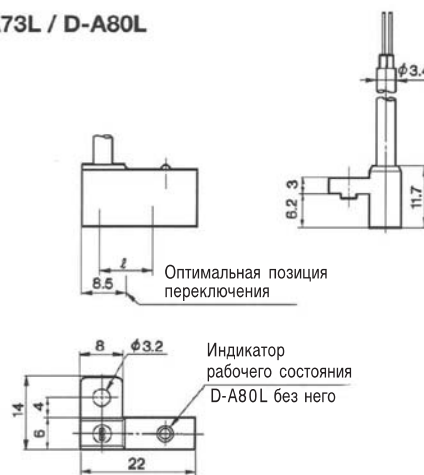 73L / D-A80L
ϕ3.4
3
6.2
11.7
ℓ
8.5
Оптимальная позиция
переключения
8
ϕ3.2
Индикатор
рабочего состояния
D-A80L без него
14
4
6
22